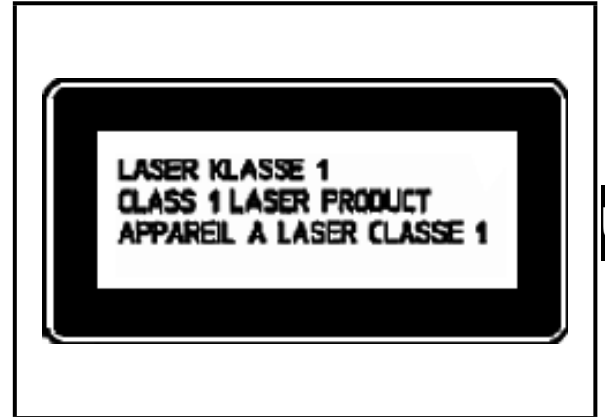 LASER KLASSE 1
CLASS 1 LASER PRODUCT
APPAREIL A LASER CLASSE 1